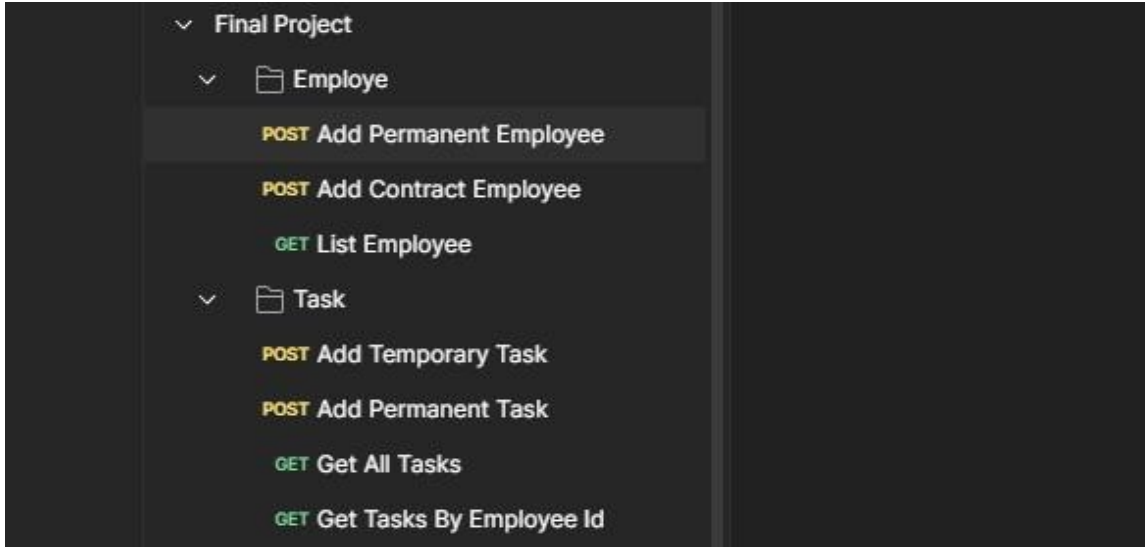 Final Project
Employe
POST Add Permanent Employee
POST Add Contract Employee
GET List Employee
Task
POST Add Temporary Task
POST Add Permanent Task
GET Get All Tasks
GET Get Tasks By Employee Id